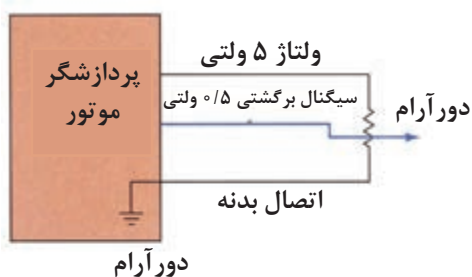 ولتاژ ۵ ولتی
پردازشگر
موتور
سیگنال برگشتی ۰/۵ ولتی
دورآرام
اتصال بدنه
دورآرام